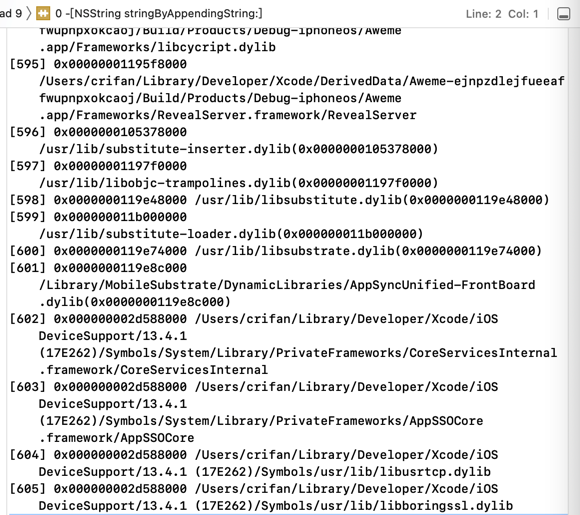 ad 9 〉 0 -[NSString stringByAppendingString:] Line: 2 Col: 1
fwupnpxokcaoj/Build/Products/Debug-iphoneos/Aweme
.app/Frameworks/libcycript.dylib
[595] 0x00000001195f8000
/Users/crifan/Library/Developer/Xcode/DerivedData/Aweme-ejnpzdlejfueeaf
fwupnpxokcaoj/Build/Products/Debug-iphoneos/Aweme
.app/Frameworks/RevealServer.framework/RevealServer
[596] 0x0000000105378000
/usr/lib/substitute-inserter.dylib(0x0000000105378000)
[597] 0x00000001197f0000
/usr/lib/libobjc-trampolines.dylib(0x00000001197f0000)
[598] 0x0000000119e48000 /usr/lib/libsubstitute.dylib(0x0000000119e48000)
[599] 0x000000011b000000
/usr/lib/substitute-loader.dylib(0x000000011b000000)
[600] 0x0000000119e74000 /usr/lib/libsubstrate.dylib(0x0000000119e74000)
[601] 0x0000000119e8c000
/Library/MobileSubstrate/DynamicLibraries/AppSyncUnified-FrontBoard
.dylib(0x0000000119e8c000)
[602] 0x000000002d588000 /Users/crifan/Library/Developer/Xcode/iOS
DeviceSupport/13.4.1
(17E262)/Symbols/System/Library/PrivateFrameworks/CoreServicesInternal
.framework/CoreServicesInternal
[603] 0x000000002d588000 /Users/crifan/Library/Developer/Xcode/iOS
DeviceSupport/13.4.1
(17E262)/Symbols/System/Library/PrivateFrameworks/AppSSOCore
.framework/AppSSOCore
[604] 0x000000002d588000 /Users/crifan/Library/Developer/Xcode/iOS
DeviceSupport/13.4.1 (17E262)/Symbols/usr/lib/libusrtcp.dylib
[605] 0x000000002d588000 /Users/crifan/Library/Developer/Xcode/iOS
DeviceSupport/13.4.1 (17E262)/Symbols/usr/lib/libboringssl.dylib